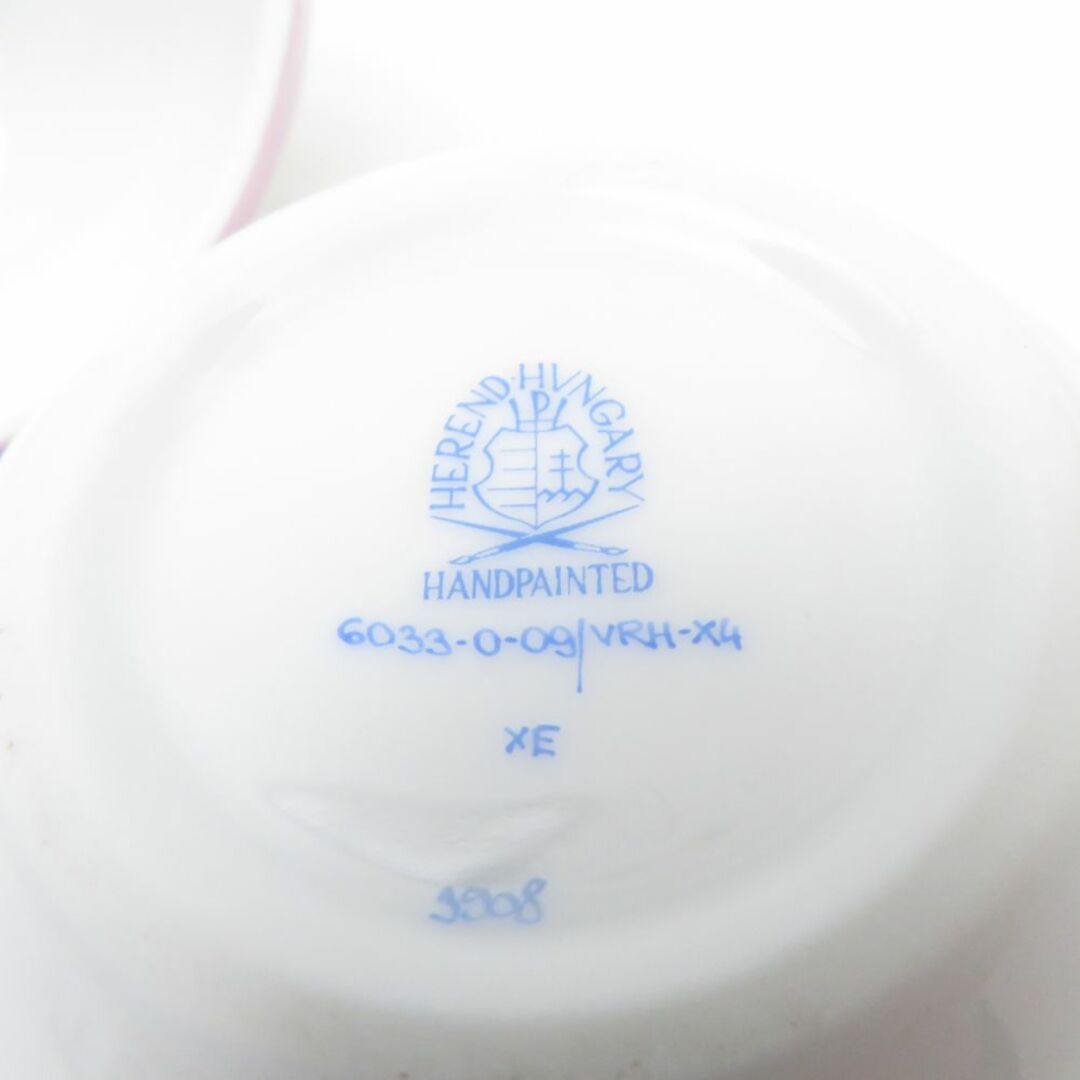 HEREND·HVNGARY
P
HANDPAINTED
6033-0-09/VRH-X4
XE